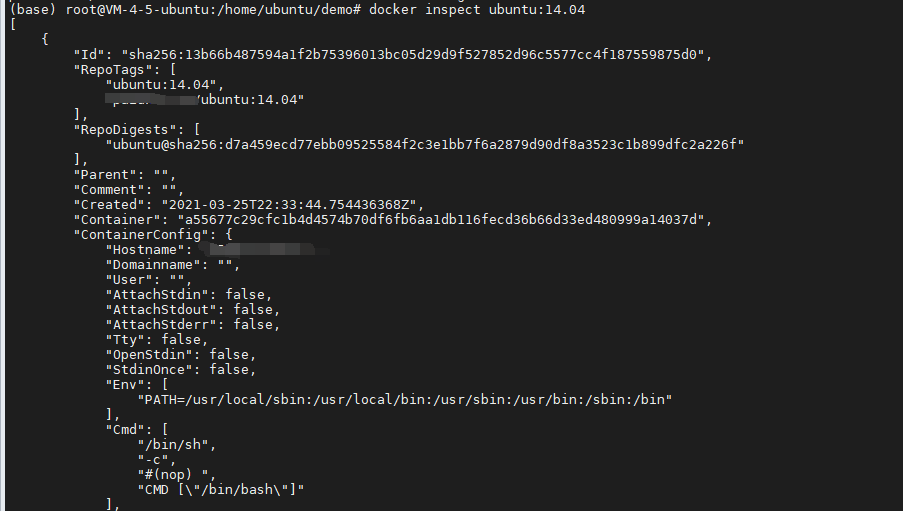 (base) root@VM-4-5-ubuntu:/home/ubuntu/demo# docker inspect ubuntu:14.04
[
    {
        "Id": "sha256:13b66b487594a1f2b75396013bc05d29d9f527852d96c5577cc4f187559875d0",
        "RepoTags": [
            "ubuntu:14.04",
            /ubuntu:14.04"
        ],
        "RepoDigests": [
            "ubuntu@sha256:d7a459ecd77ebb09525584f2c3e1bb7f6a2879d90df8a3523c1b899dfc2a226f"
        ],
        "Parent": "",
        "Comment": "",
        "Created": "2021-03-25T22:33:44.754436368Z",
        "Container": "a55677c29cfc1b4d4574b70df6fb6aa1db116fecd36b66d33ed480999a14037d",
        "ContainerConfig": {
            "Hostname":
            "Domainname": "",
            "User": "",
            "AttachStdin": false,
            "AttachStdout": false,
            "AttachStderr": false,
            "Tty": false,
            "OpenStdin": false,
            "StdinOnce": false,
            "Env": [
                "PATH=/usr/local/sbin:/usr/local/bin:/usr/sbin:/usr/bin:/sbin:/bin"
            ],
            "Cmd": [
                "/bin/sh",
                "-c",
                "#(nop) ",
                "CMD [\"/bin/bash\"]"
            ],